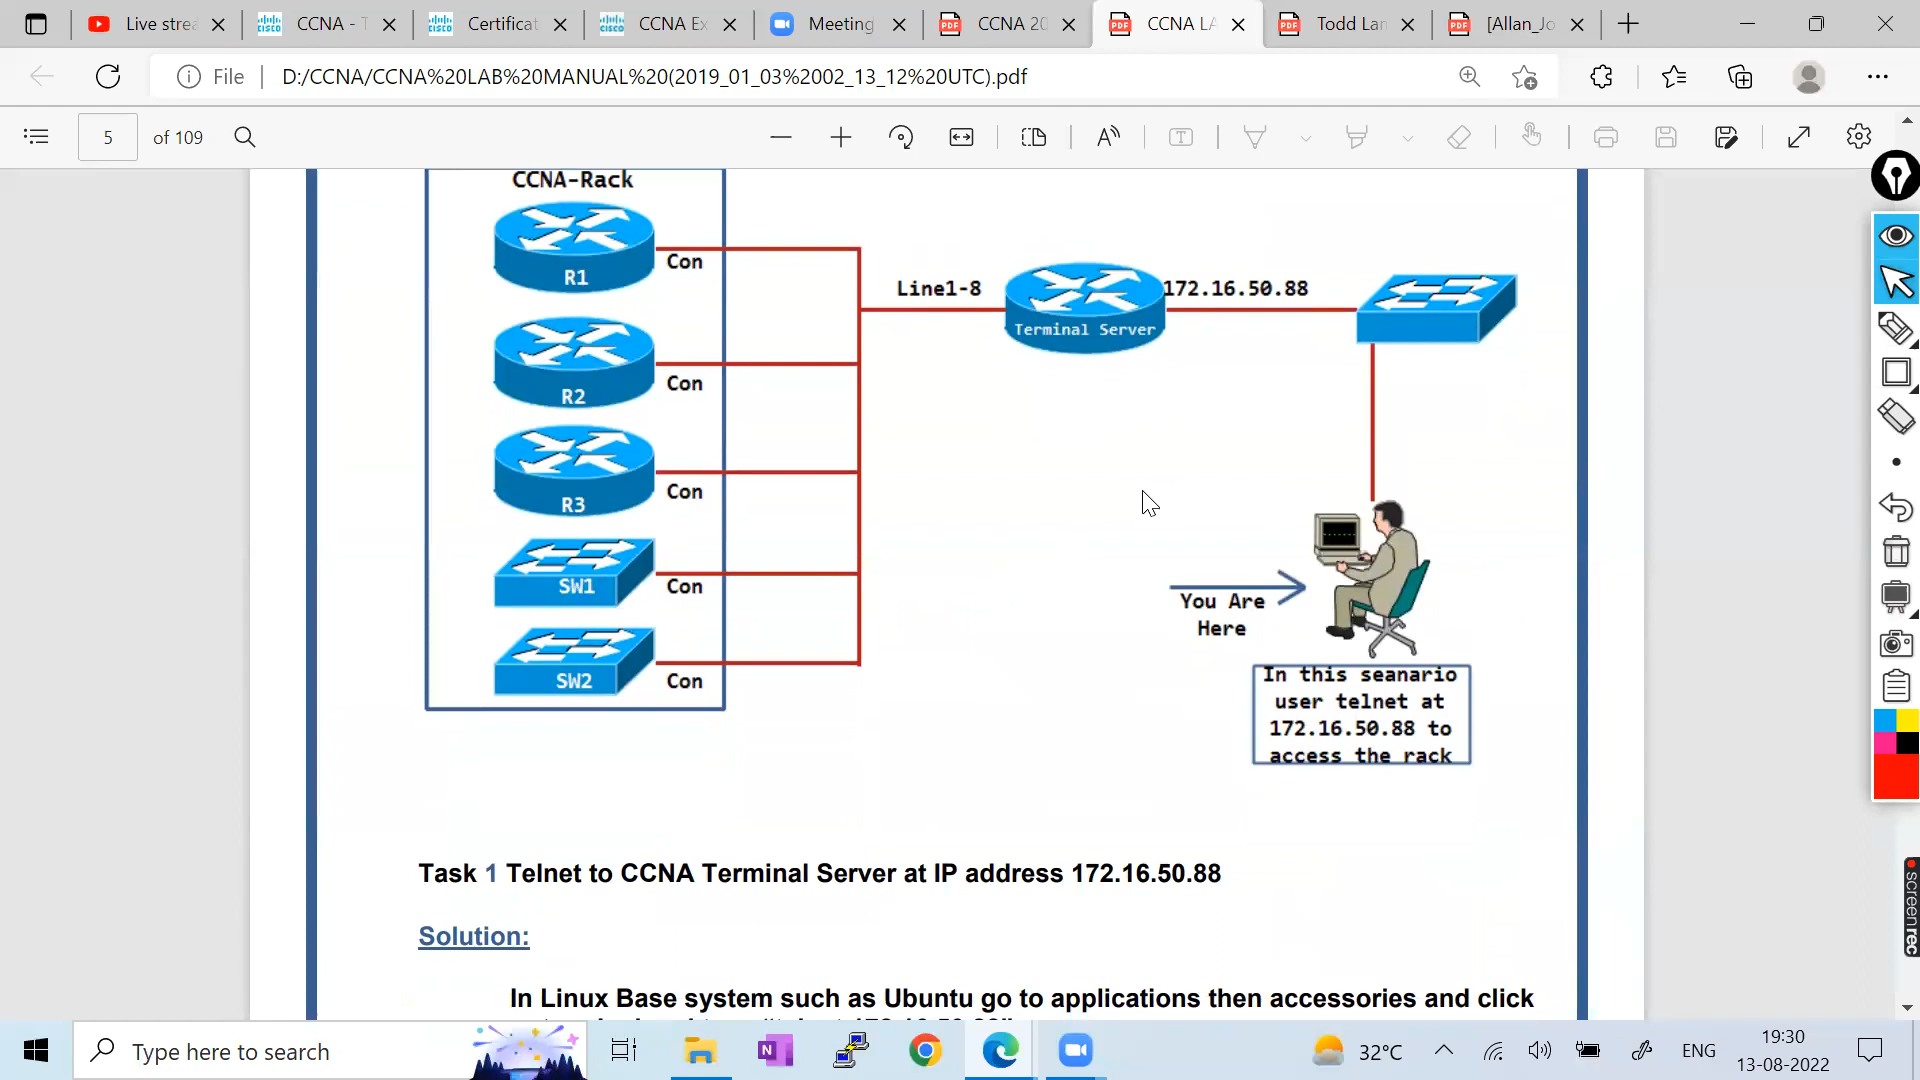 Live stre
CCNA - T
Certificat
CCNA Ex
Meeting
CCNA 20
CCNA LA
Todd Lam
[Allan_Jo
File
D:/CCNA/CCNA%20LAB%20MANUAL%20(2019_01_03%2002_13_12%20UTC).pdf
5 of 109
CCNA-Rack
R1
Con
Line1-8
Terminal Server
172.16.50.88
R2
Con
R3
Con
SW1
Con
SW2
Con
You Are
Here
In this seanario
user telnet at
172.16.50.88 to
access the rack
Task 1 Telnet to CCNA Terminal Server at IP address 172.16.50.88
Solution:
In Linux Base system such as Ubuntu go to applications then accessories and click
screenrec
Type here to search
32°C
ENG
19:30
13-08-2022